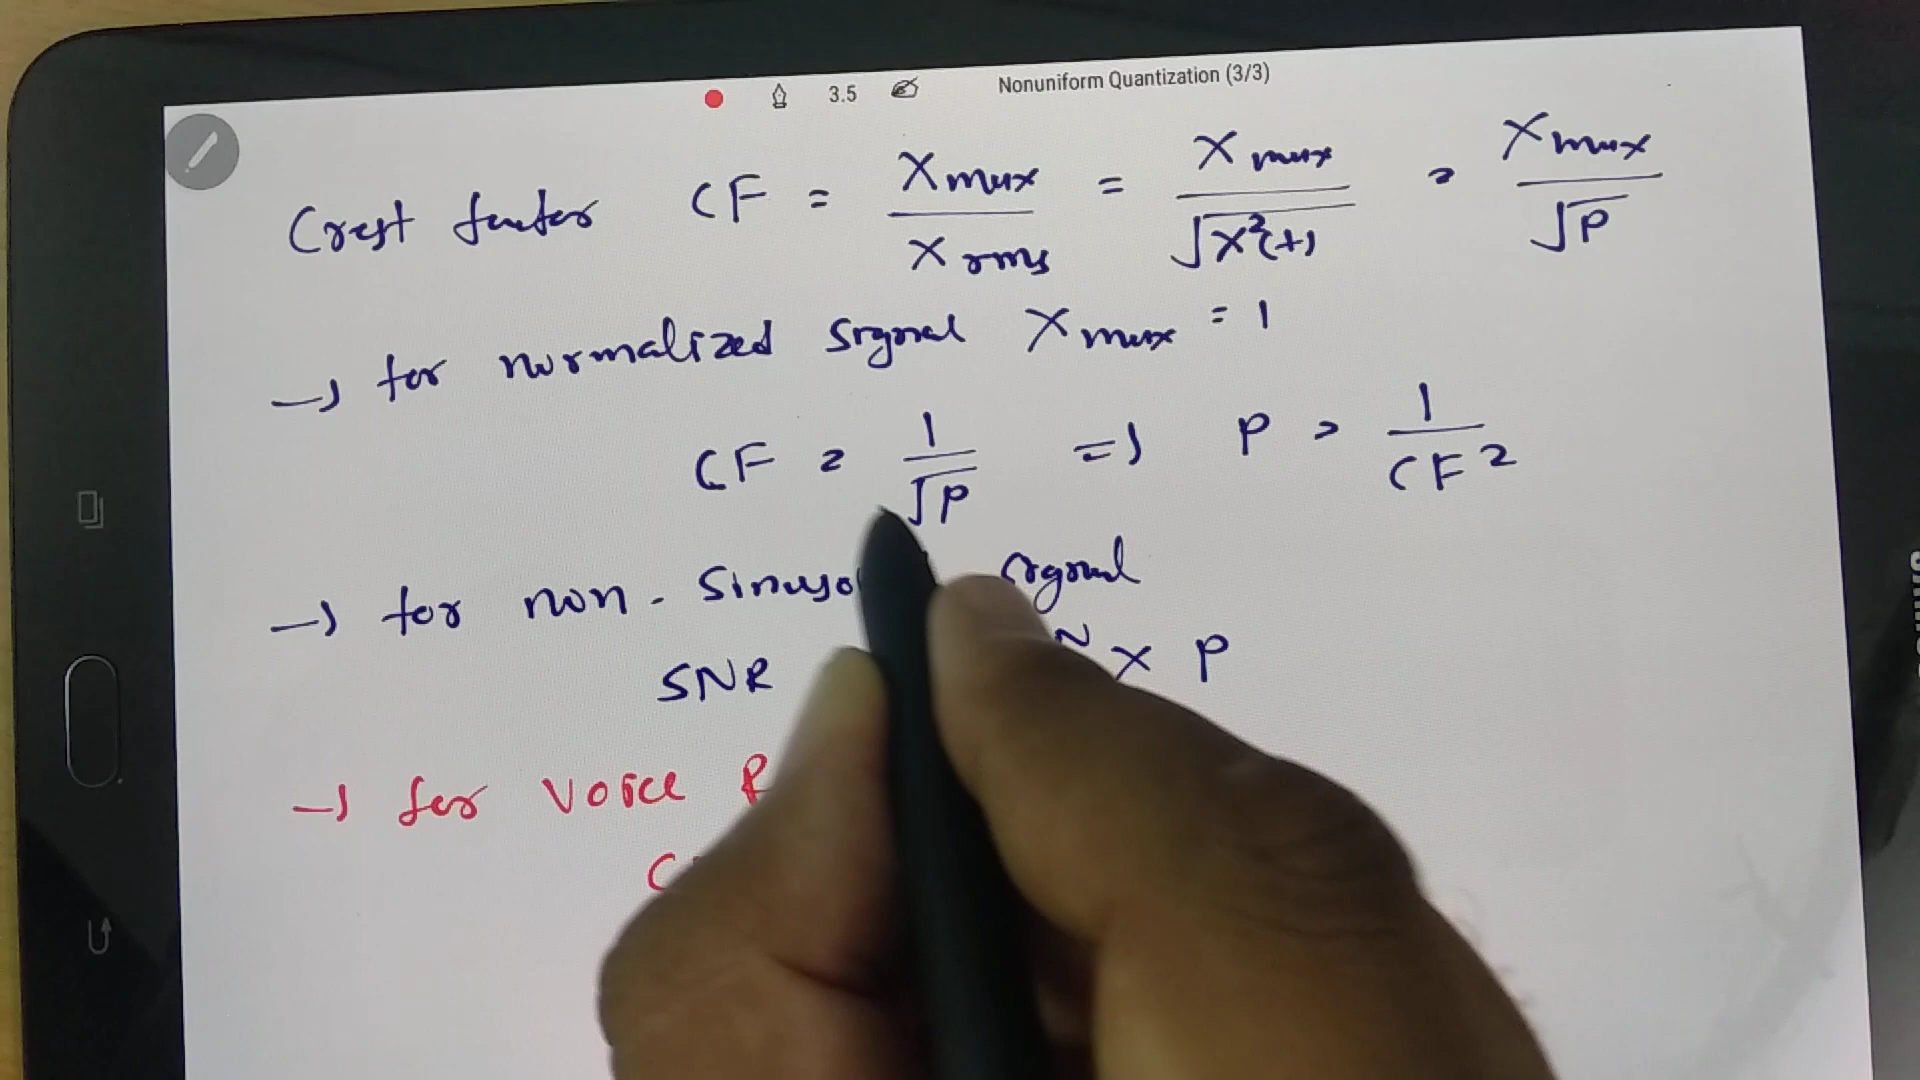 3.5 Nonuniform Quantization (3/3)
Crest factor CF = Xmax / Xrms = Xmax / √X²(t) = Xmax / √P
→ for normalized signal Xmax = 1
CF = 1 / √P ⇒ P = 1 / CF²
→ for non-Sinuso signal
SNR N × P
→ for Voice